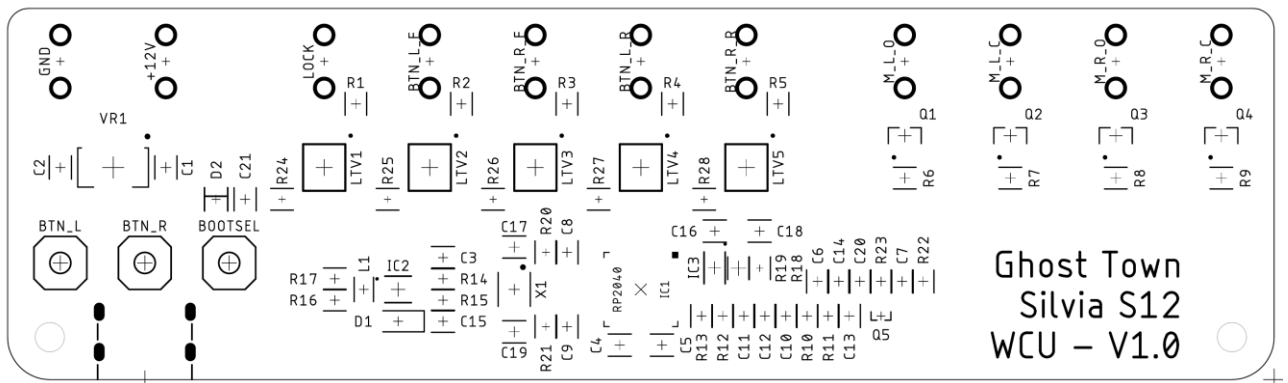 GND
+12V
LOCK
BTN_L_F
BTN_R_F
BTN_L_R
BTN_R_R
M_L_O
M_L_C
M_R_O
M_R_C
R1
R2
R3
R4
R5
Q1
Q2
Q3
Q4
VR1
C2
C1
D2
C21
R24
LTV1
R25
LTV2
R26
LTV3
R27
LTV4
R28
LTV5
R6
R7
R8
R9
BTN_L
BTN_R
BOOTSEL
C17
R20
C8
C16
C18
R17
R16
L1
IC2
D1
C3
R14
R15
C15
X1
C19
R21
C9
RP2040
IC1
C4
C5
IC3
R19
R18
C6
C14
C20
R23
C7
R22
R13
R12
C11
C12
C10
R10
R11
C13
Q5
Ghost Town
Silvia S12
WCU - V1.0